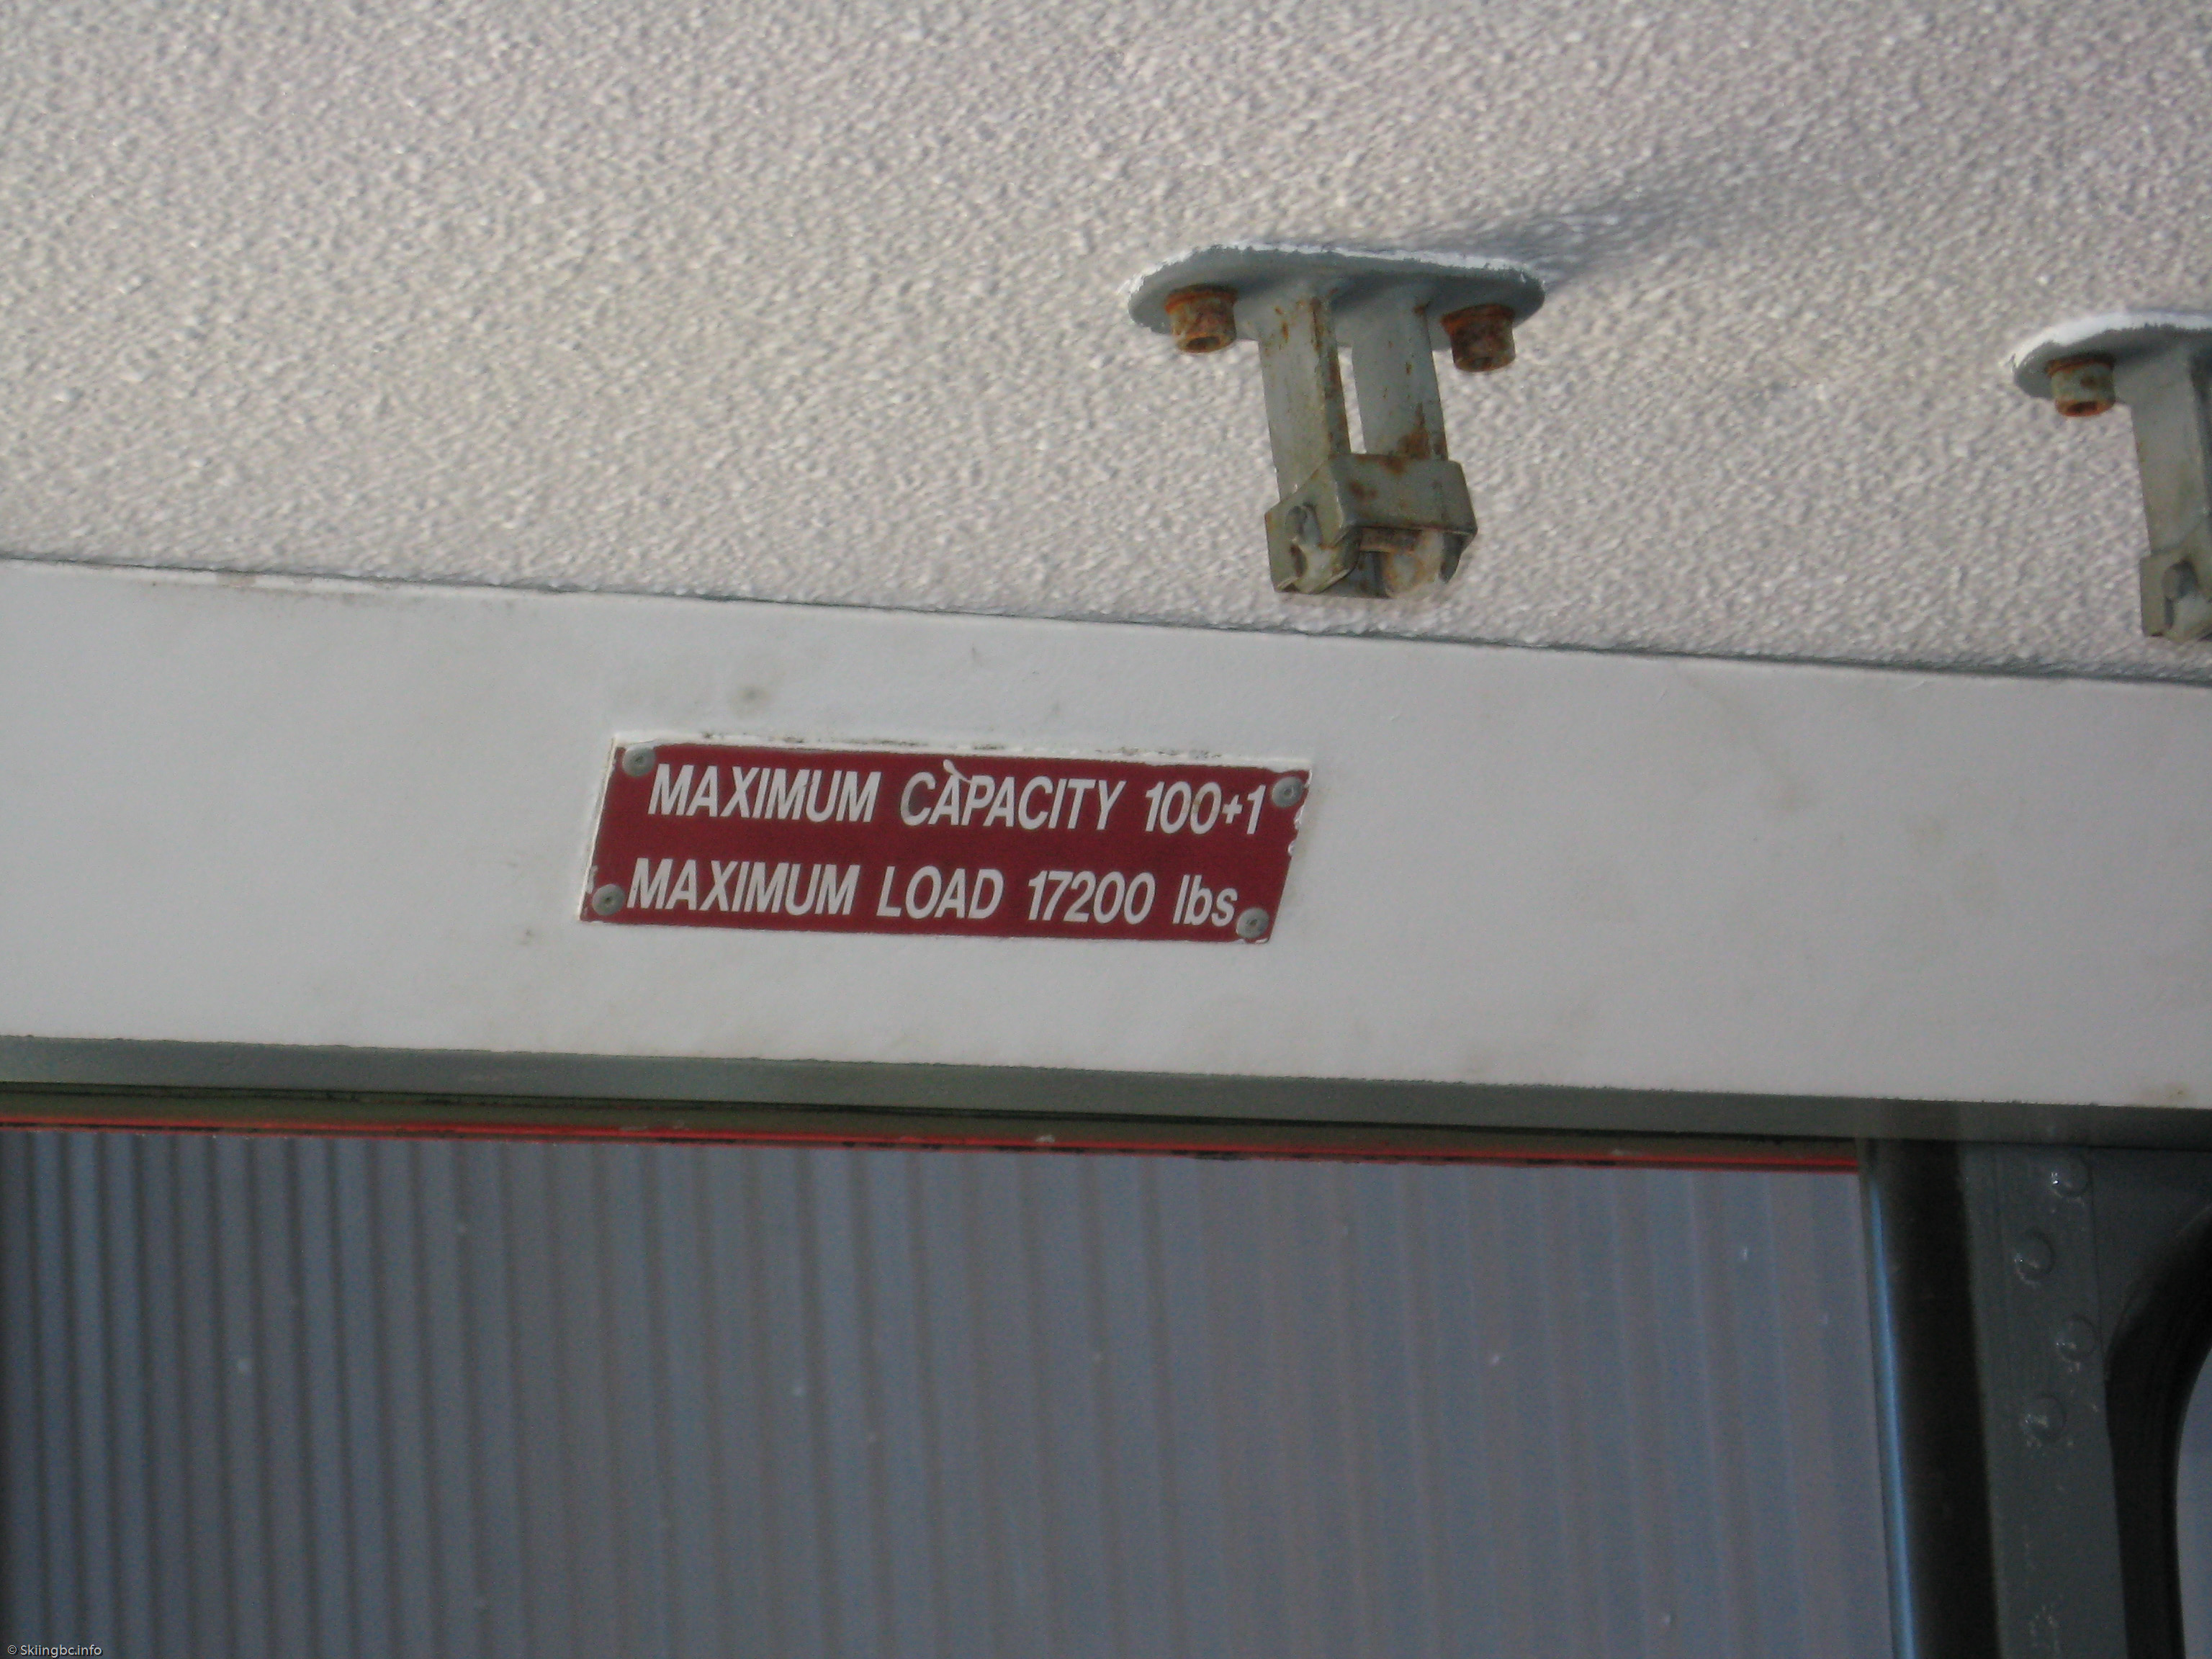 MAXIMUM CAPACITY 100+1
MAXIMUM LOAD 17200 lbs
© Skiingbc.info